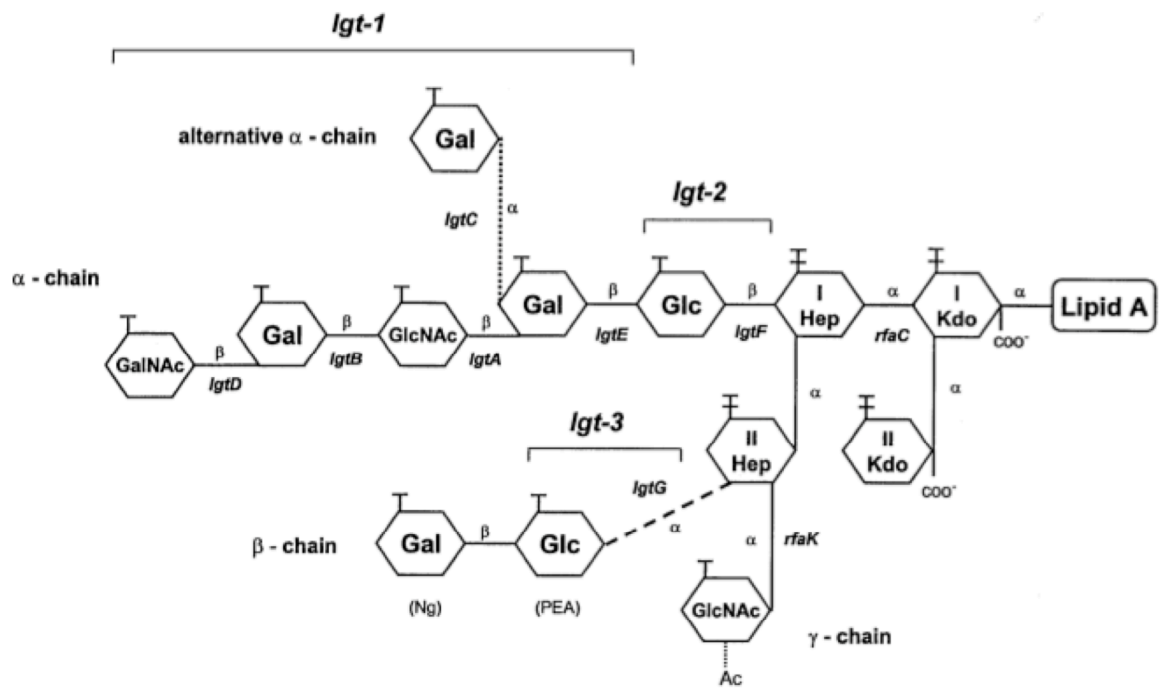 lgt-1
Gal
alternative α - chain
lgtC
α
lgt-2
α - chain
Gal
β
Glc
β
I
Hep
α
I
Kdo
α
Lipid A
lgtE
lgtF
rfaC
COO⁻
GalNAc
β
Gal
β
GlcNAc
β
lgtD
lgtB
lgtA
α
α
lgt-3
II
Hep
II
Kdo
COO⁻
lgtG
α
β - chain
Gal
β
Glc
α
rfaK
(Ng)
(PEA)
GlcNAc
γ - chain
Ac